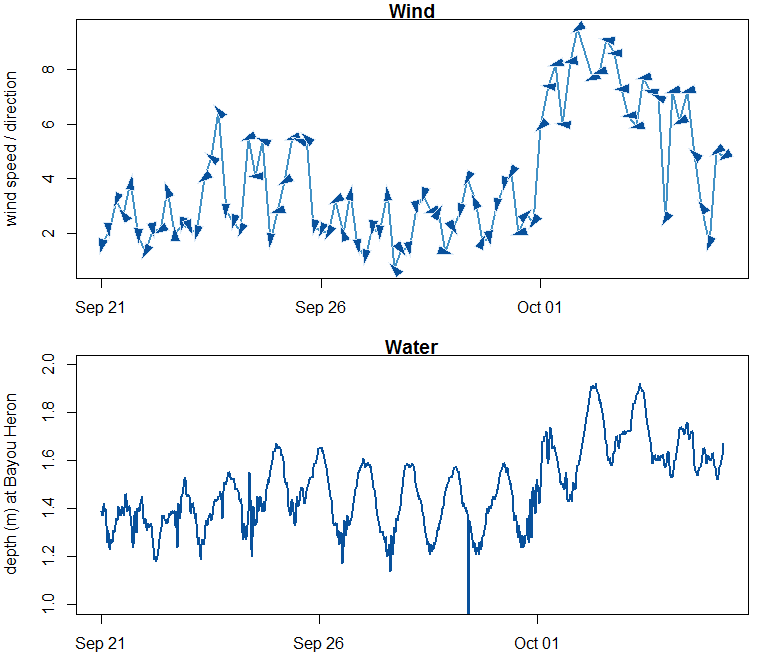 Wind
wind speed / direction
8
6
4
2
Sep 21 Sep 26 Oct 01
Water
depth (m) at Bayou Heron
2.0
1.8
1.6
1.4
1.2
1.0
Sep 21 Sep 26 Oct 01